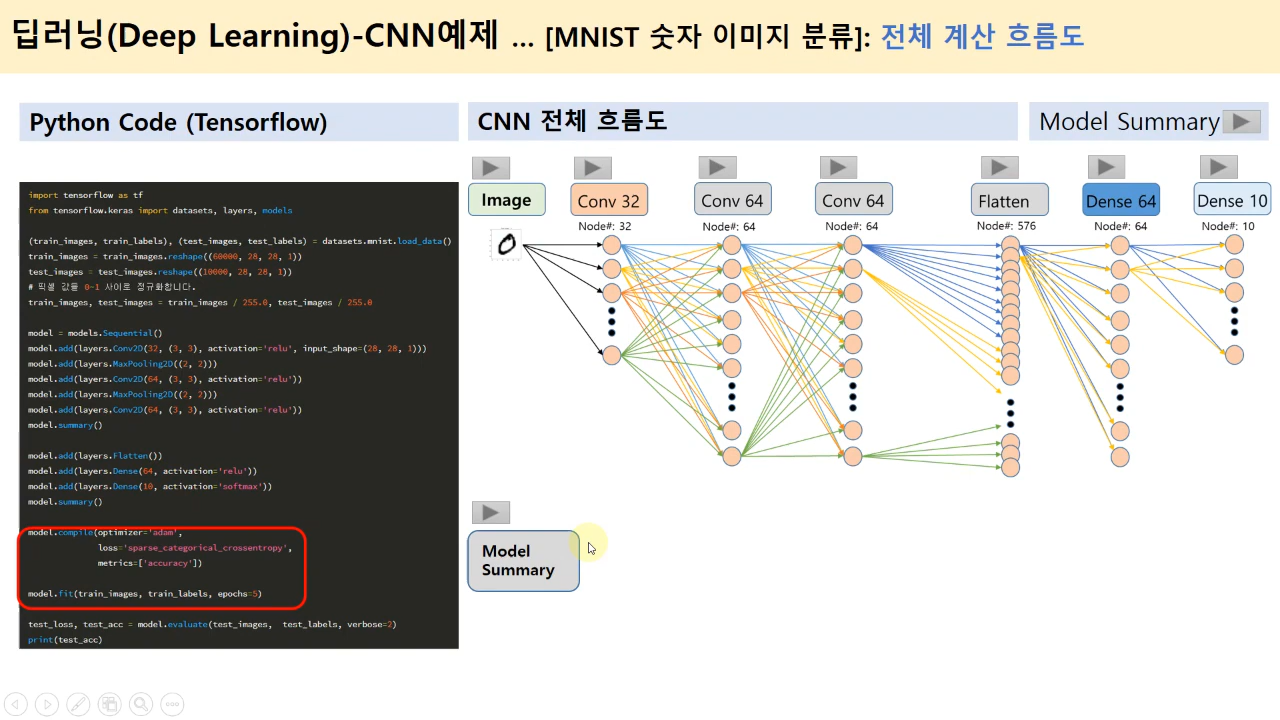 딥러닝(Deep Learning)-CNN예제 ... [MNIST 숫자 이미지 분류]: 전체 계산 흐름도
Python Code (Tensorflow)
CNN 전체 흐름도
Model Summary
import tensorflow as tf
from tensorflow.keras import datasets, layers, models
(train_images, train_labels), (test_images, test_labels) = datasets.mnist.load_data()
train_images = train_images.reshape((60000, 28, 28, 1))
test_images = test_images.reshape((10000, 28, 28, 1))
# 픽셀 값을 0~1 사이로 정규화합니다.
train_images, test_images = train_images / 255.0, test_images / 255.0
model = models.Sequential()
model.add(layers.Conv2D(32, (3, 3), activation='relu', input_shape=(28, 28, 1)))
model.add(layers.MaxPooling2D((2, 2)))
model.add(layers.Conv2D(64, (3, 3), activation='relu'))
model.add(layers.MaxPooling2D((2, 2)))
model.add(layers.Conv2D(64, (3, 3), activation='relu'))
model.summary()
model.add(layers.Flatten())
model.add(layers.Dense(64, activation='relu'))
model.add(layers.Dense(10, activation='softmax'))
model.summary()
model.compile(optimizer='adam',
loss='sparse_categorical_crossentropy',
metrics=['accuracy'])
model.fit(train_images, train_labels, epochs=5)
test_loss, test_acc = model.evaluate(test_images, test_labels, verbose=2)
print(test_acc)
Image
Conv 32
Conv 64
Conv 64
Flatten
Dense 64
Dense 10
Node#: 32
Node#: 64
Node#: 64
Node#: 576
Node#: 64
Node#: 10
0
Model
Summary